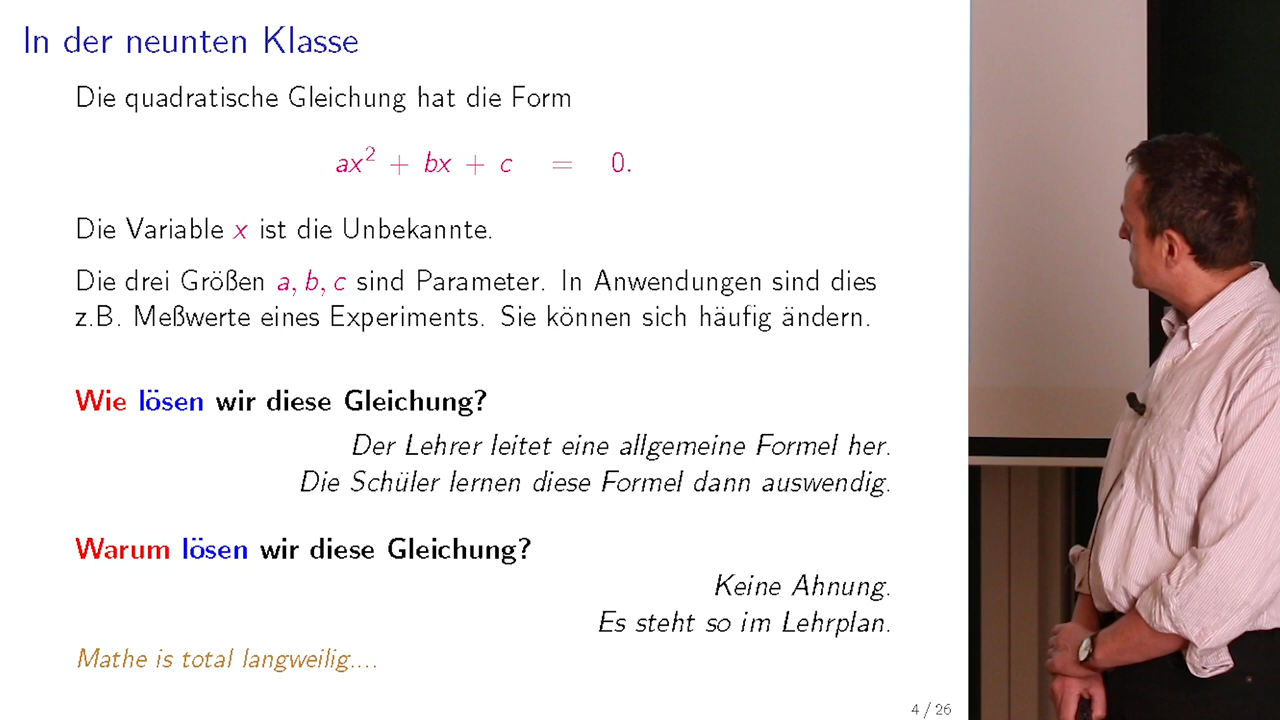 In der neunten Klasse
Die quadratische Gleichung hat die Form
ax² + bx + c = 0.
Die Variable x ist die Unbekannte.
Die drei Größen a, b, c sind Parameter. In Anwendungen sind dies
z.B. Meßwerte eines Experiments. Sie können sich häufig ändern.
Wie lösen wir diese Gleichung?
Der Lehrer leitet eine allgemeine Formel her.
Die Schüler lernen diese Formel dann auswendig.
Warum lösen wir diese Gleichung?
Keine Ahnung.
Es steht so im Lehrplan.
Mathe is total langweilig....
4 / 26